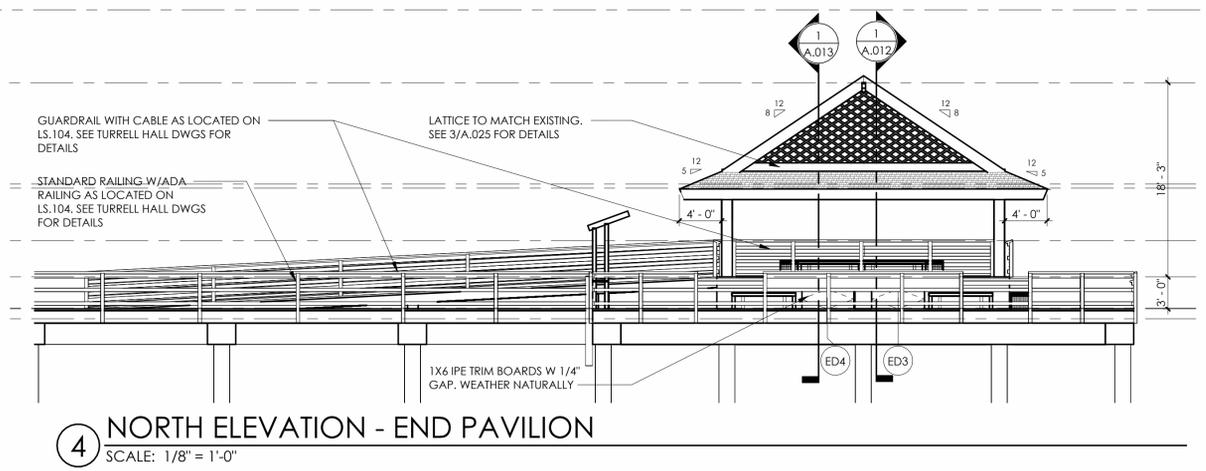 1
A.013
1
A.012
12
8
12
8
GUARDRAIL WITH CABLE AS LOCATED ON
LS.104. SEE TURRELL HALL DWGS FOR
DETAILS
LATTICE TO MATCH EXISTING.
SEE 3/A.025 FOR DETAILS
12
5
12
5
STANDARD RAILING W/ADA
RAILING AS LOCATED ON
LS.104. SEE TURRELL HALL DWGS
FOR DETAILS
18' - 3"
4' - 0"
4' - 0"
3' - 0"
ED4
ED3
1X6 IPE TRIM BOARDS W 1/4"
GAP. WEATHER NATURALLY
4
NORTH ELEVATION - END PAVILION
SCALE: 1/8" = 1'-0"